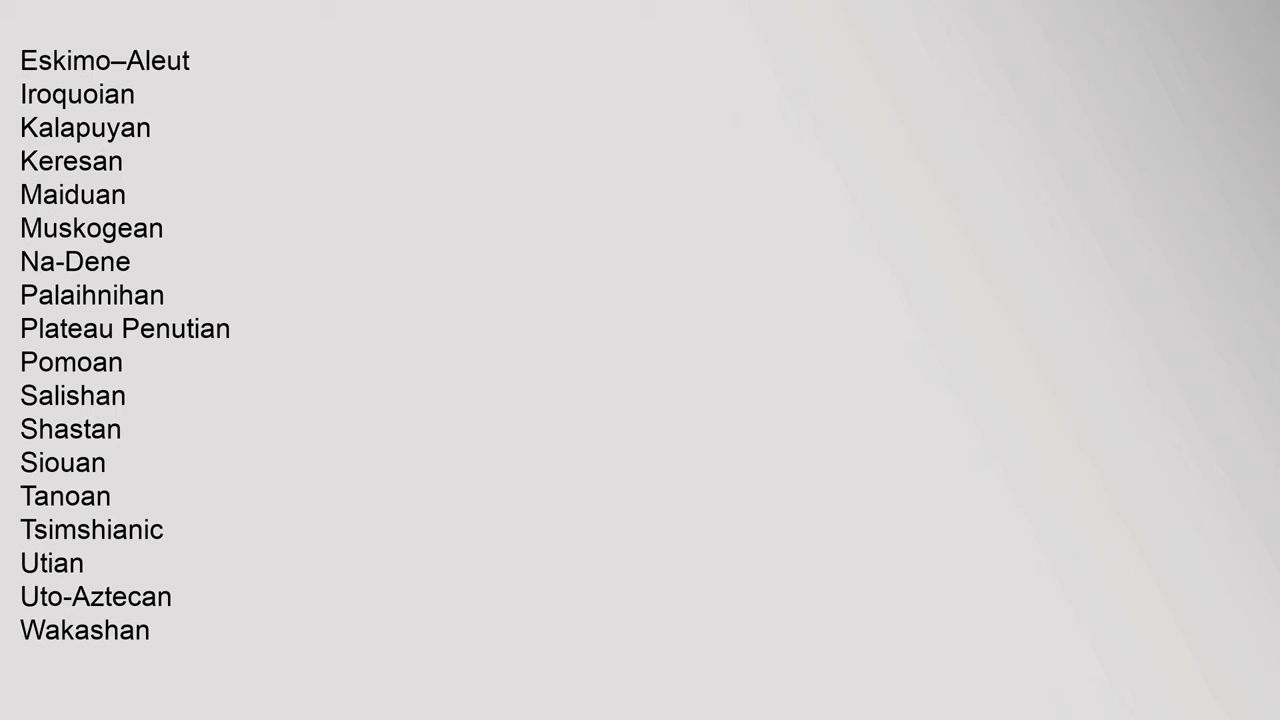 Eskimo–Aleut
Iroquoian
Kalapuyan
Keresan
Maiduan
Muskogean
Na-Dene
Palaihnihan
Plateau Penutian
Pomoan
Salishan
Shastan
Siouan
Tanoan
Tsimshianic
Utian
Uto-Aztecan
Wakashan